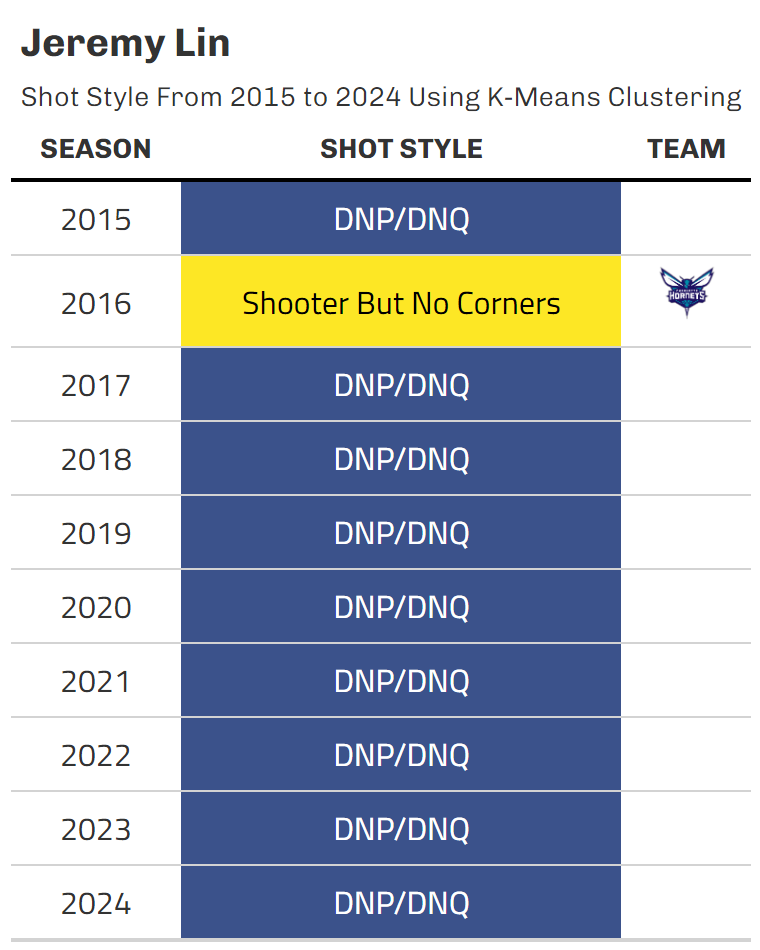 Jeremy Lin
Shot Style From 2015 to 2024 Using K-Means Clustering
SEASON SHOT STYLE TEAM
2015 DNP/DNQ
2016 Shooter But No Corners HORNETS
2017 DNP/DNQ
2018 DNP/DNQ
2019 DNP/DNQ
2020 DNP/DNQ
2021 DNP/DNQ
2022 DNP/DNQ
2023 DNP/DNQ
2024 DNP/DNQ